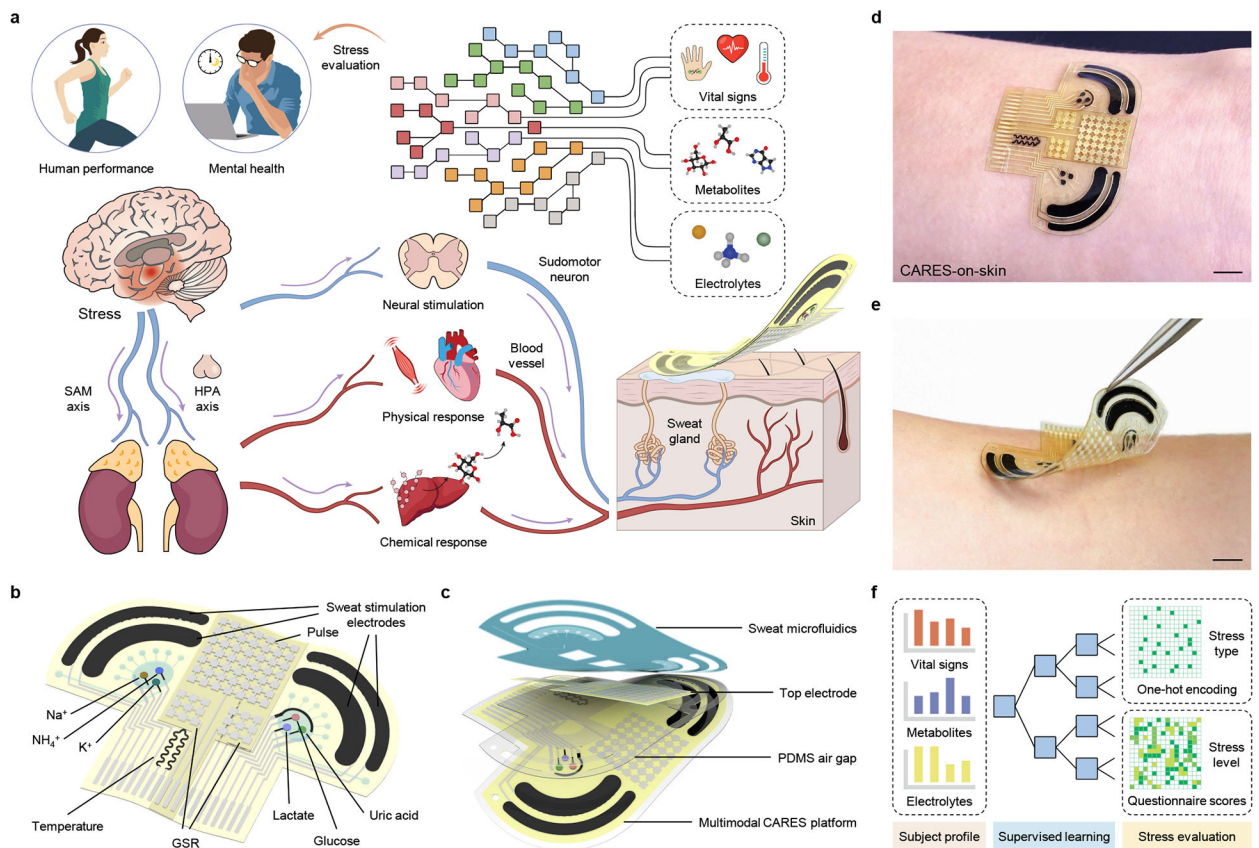 a
Stress
evaluation
Human performance
Mental health
Vital signs
Metabolites
Electrolytes
Stress
SAM
axis
HPA
axis
Neural stimulation
Sudomotor
neuron
Physical response
Blood
vessel
Chemical response
Sweat
gland
Skin
b
Sweat stimulation
electrodes
Pulse
Na⁺
NH₄⁺
K⁺
Temperature
GSR
Lactate
Glucose
Uric acid
c
Sweat microfluidics
Top electrode
PDMS air gap
Multimodal CARES platform
d
CARES-on-skin
e
f
Vital signs
Metabolites
Electrolytes
Stress
type
One-hot encoding
Stress
level
Questionnaire scores
Subject profile
Supervised learning
Stress evaluation